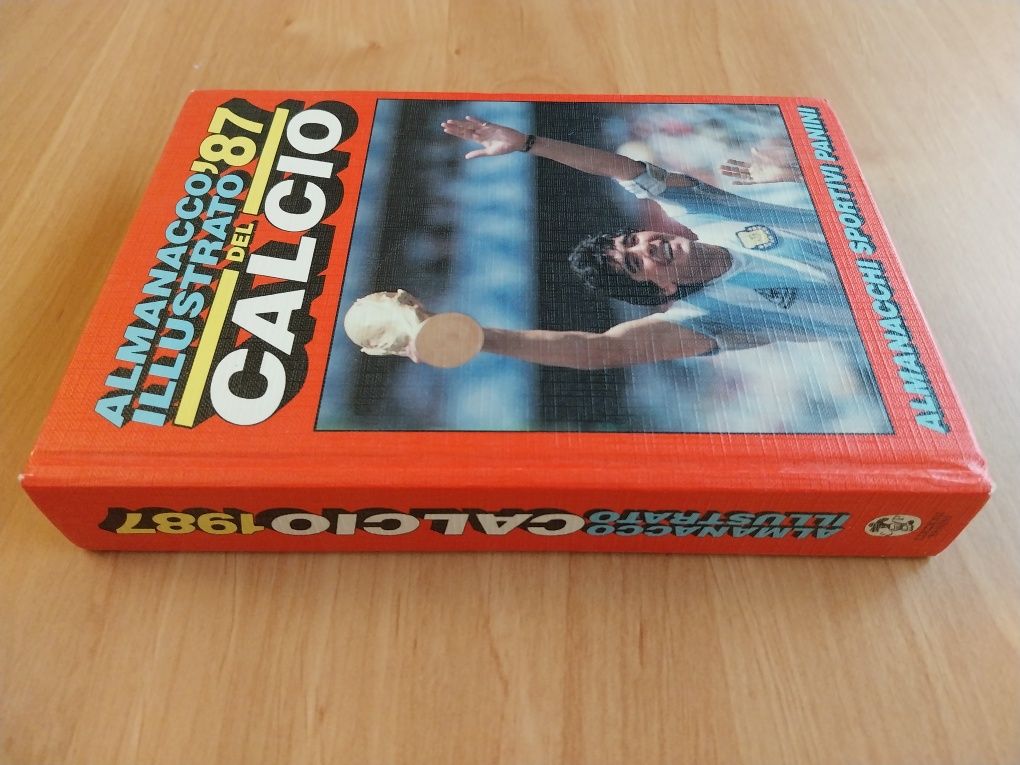 ALMANACCO
ILLUSTRATO '87
DEL
CALCIO
ALMANACCHI SPORTIVI PANINI
ALMANACCO
ILLUSTRATO
CALCIO 1987